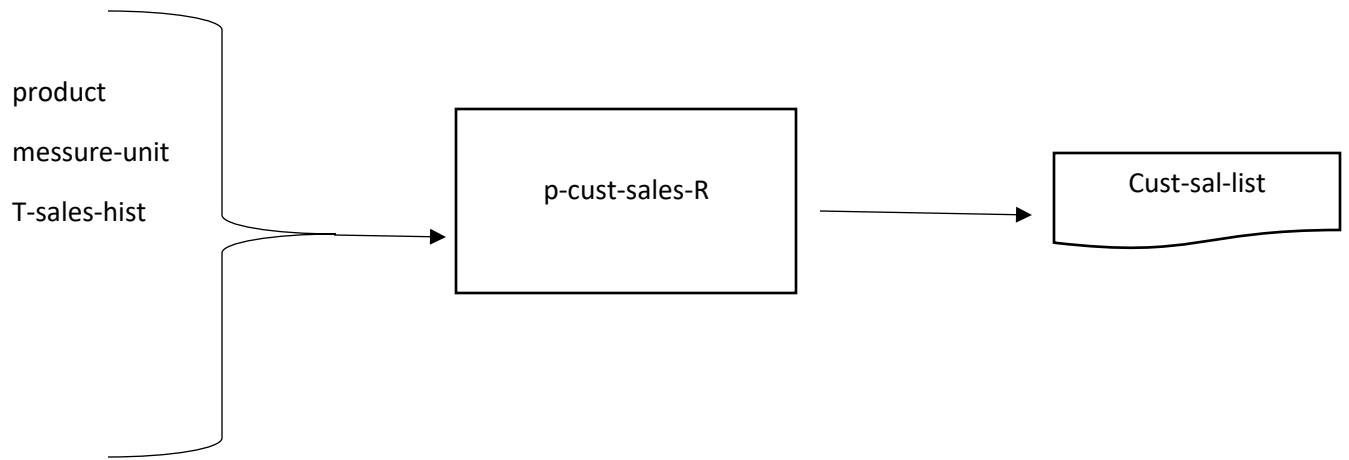 product
messure-unit
T-sales-hist
p-cust-sales-R
Cust-sal-list